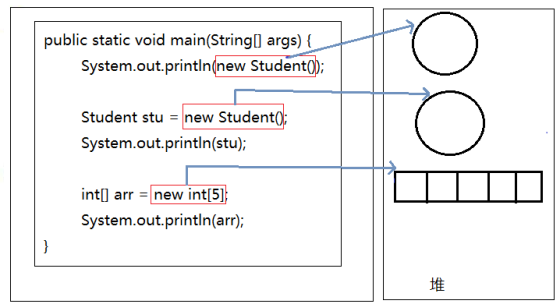 public static void main(String[] args) {
System.out.println(new Student());
Student stu = new Student();
System.out.println(stu);
int[] arr = new int[5];
System.out.println(arr);
}
堆